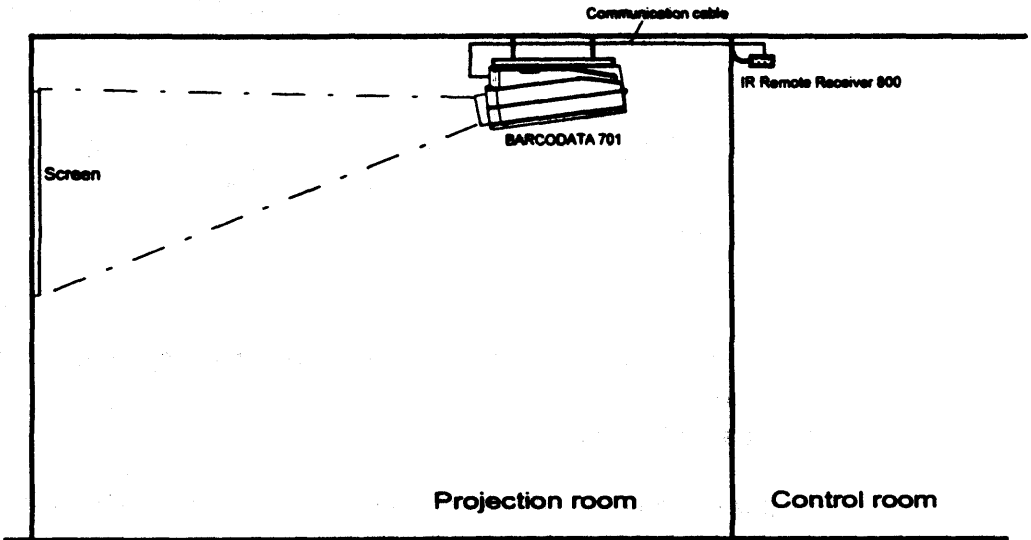 Communication cable
IR Remote Receiver 800
BARCODATA 701
Screen
Projection room
Control room